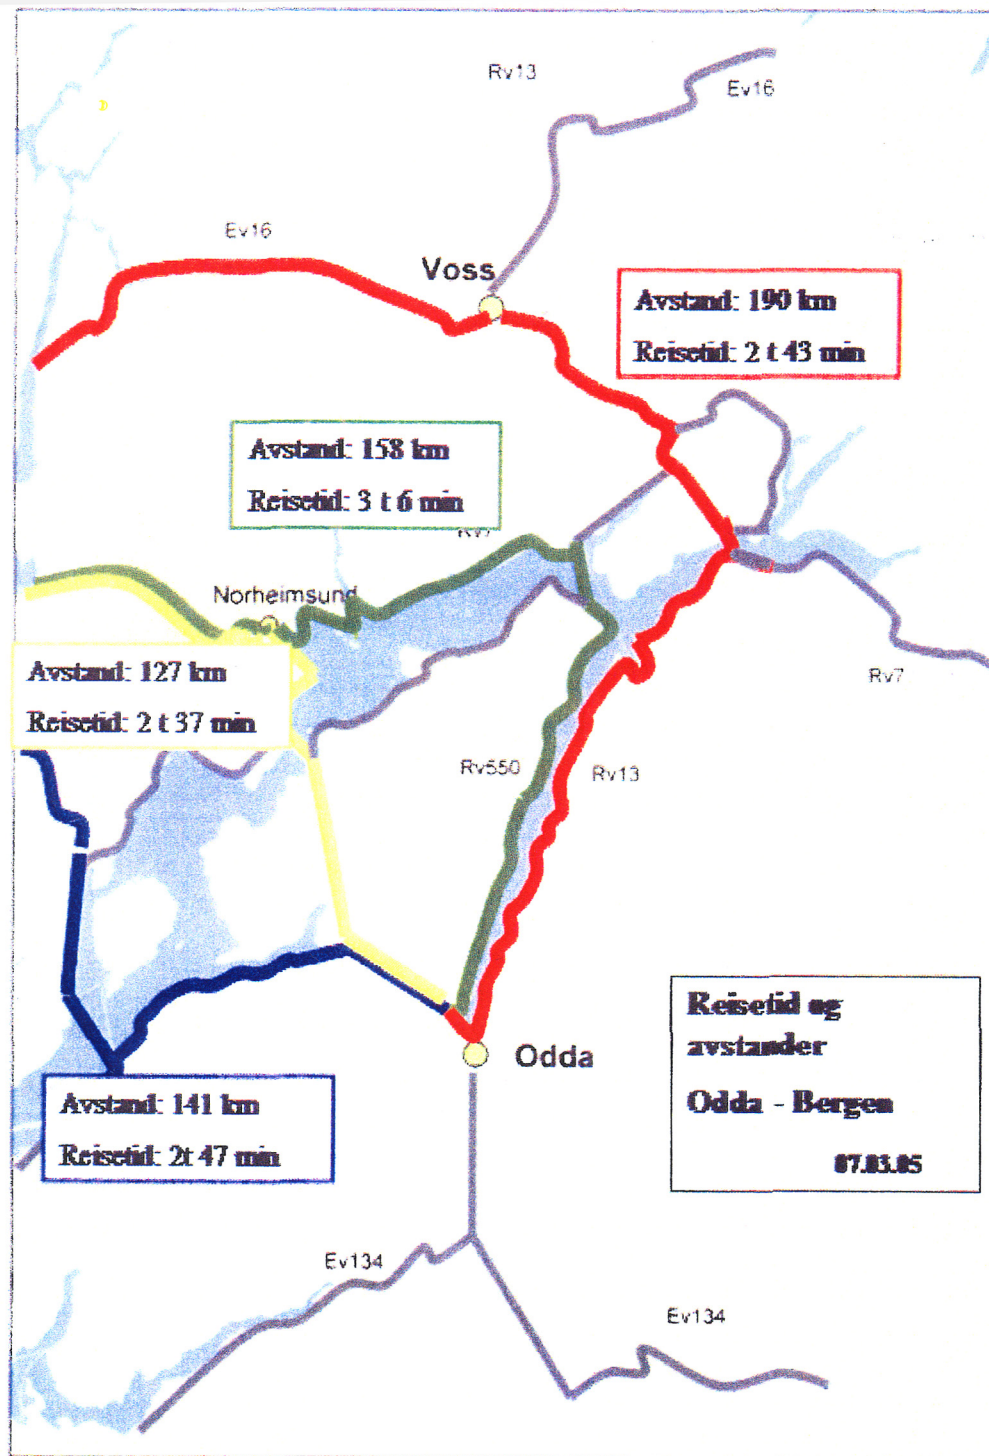 Rv13
Ev16
Ev16
Voss
Avstand: 190 km
Reisetid: 2 t 43 min
Avstand: 158 km
Reisetid: 3 t 6 min
Rv7
Norheimsund
Avstand: 127 km
Reisetid: 2 t 37 min
Rv7
Rv550
Rv13
Reisetid og
avstander
Odda - Bergen
07.03.05
Odda
Avstand: 141 km
Reisetid: 2t 47 min
Ev134
Ev134